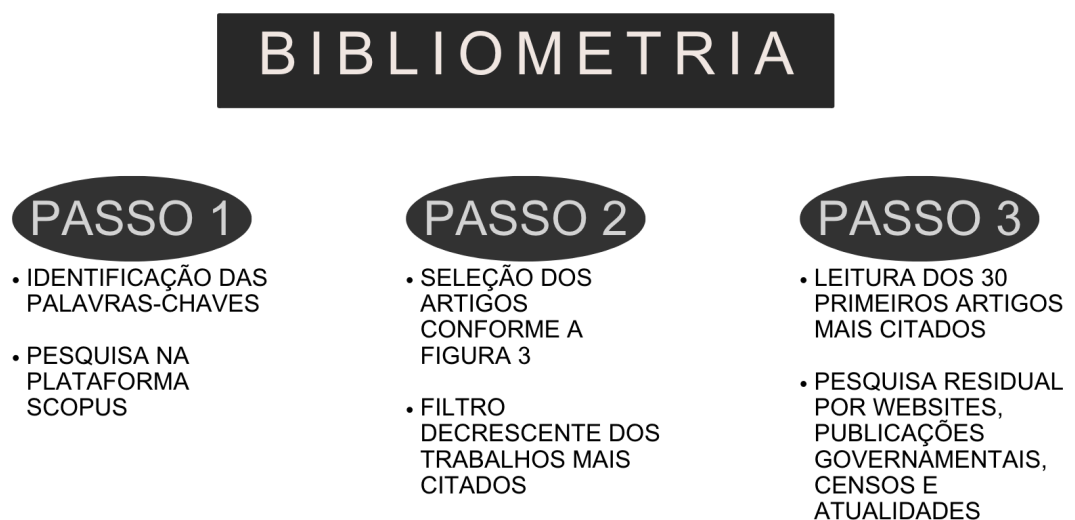 BIBLIOMETRIA
PASSO 1
• IDENTIFICAÇÃO DAS
PALAVRAS-CHAVES
• PESQUISA NA
PLATAFORMA
SCOPUS
PASSO 2
• SELEÇÃO DOS
ARTIGOS
CONFORME A
FIGURA 3
• FILTRO
DECRESCENTE DOS
TRABALHOS MAIS
CITADOS
PASSO 3
• LEITURA DOS 30
PRIMEIROS ARTIGOS
MAIS CITADOS
• PESQUISA RESIDUAL
POR WEBSITES,
PUBLICAÇÕES
GOVERNAMENTAIS,
CENSOS E
ATUALIDADES